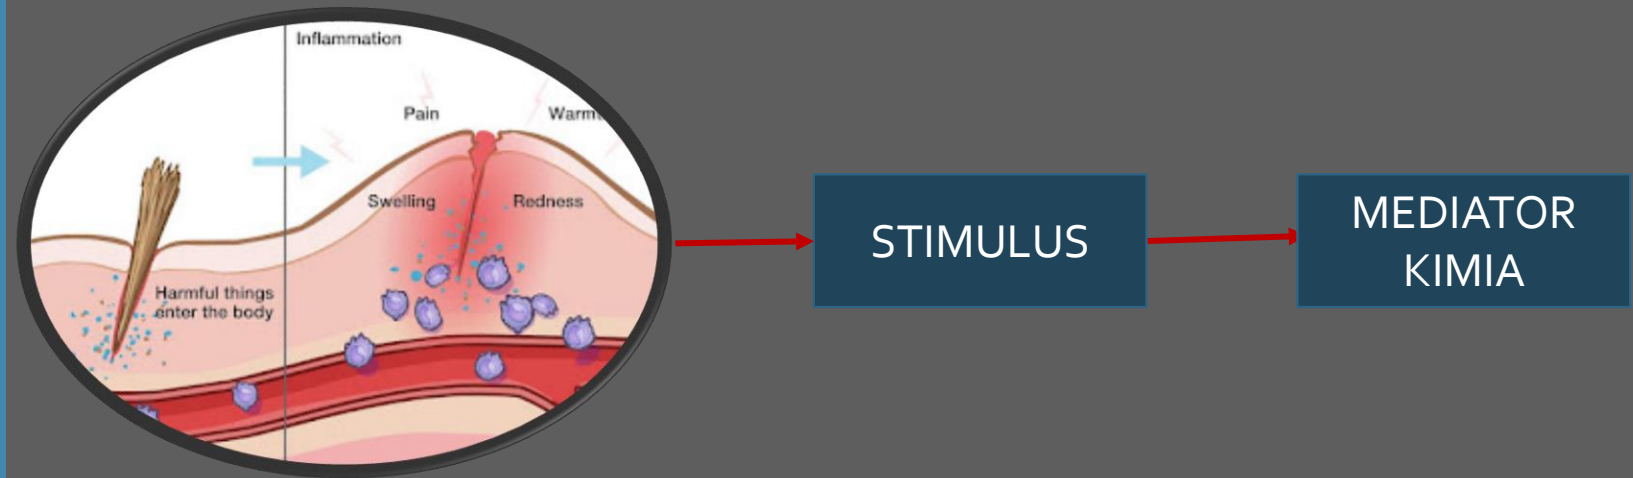 Inflammation
Pain
Swelling
Redness
Harmful things
enter the body
STIMULUS
MEDIATOR
KIMIA